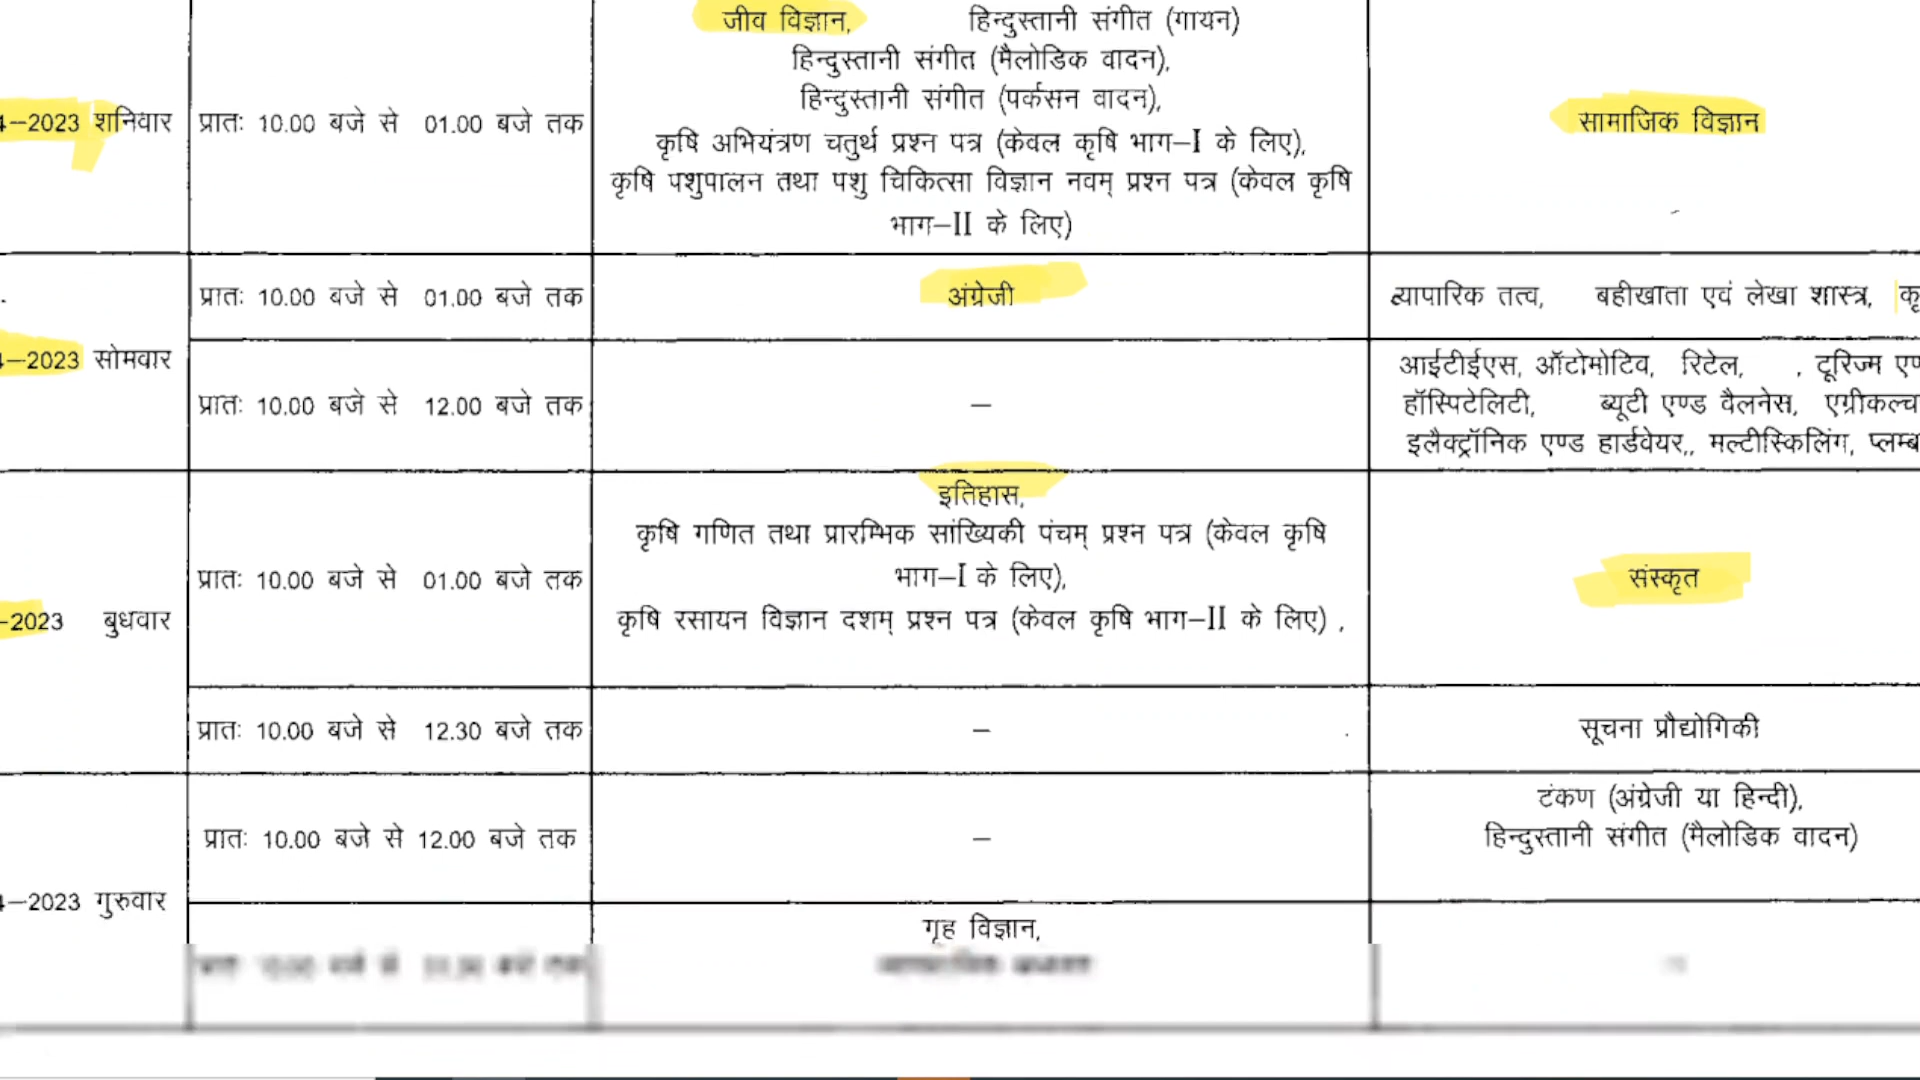 जीव विज्ञान, हिन्दुस्तानी संगीत (गायन)
हिन्दुस्तानी संगीत (मैलोडिक वादन),
हिन्दुस्तानी संगीत (पर्कसन वादन),
4–2023 शनिवार प्रातः 10.00 बजे से 01.00 बजे तक
कृषि अभियंत्रण चतुर्थ प्रश्न पत्र (केवल कृषि भाग–I के लिए),
कृषि पशुपालन तथा पशु चिकित्सा विज्ञान नवम् प्रश्न पत्र (केवल कृषि
भाग–II के लिए)
सामाजिक विज्ञान
4–2023 सोमवार
प्रातः 10.00 बजे से 01.00 बजे तक
अंग्रेजी
व्यापारिक तत्व, बहीखाता एवं लेखा शास्त्र, कृ
प्रातः 10.00 बजे से 12.00 बजे तक
–
आईटीईएस, ऑटोमोटिव, रिटेल, , टूरिज्म एण
हॉस्पिटेलिटी, ब्यूटी एण्ड वैलनेस, एग्रीकल्च
इलैक्ट्रॉनिक एण्ड हार्डवेयर,, मल्टीस्किलिंग, प्लम्ब
–2023 बुधवार
प्रातः 10.00 बजे से 01.00 बजे तक
इतिहास,
कृषि गणित तथा प्रारम्भिक सांख्यिकी पंचम् प्रश्न पत्र (केवल कृषि
भाग–I के लिए),
कृषि रसायन विज्ञान दशम् प्रश्न पत्र (केवल कृषि भाग–II के लिए) ,
संस्कृत
प्रातः 10.00 बजे से 12.30 बजे तक
–
सूचना प्रौद्योगिकी
4–2023 गुरुवार
प्रातः 10.00 बजे से 12.00 बजे तक
–
टंकण (अंग्रेजी या हिन्दी),
हिन्दुस्तानी संगीत (मैलोडिक वादन)
गृह विज्ञान,